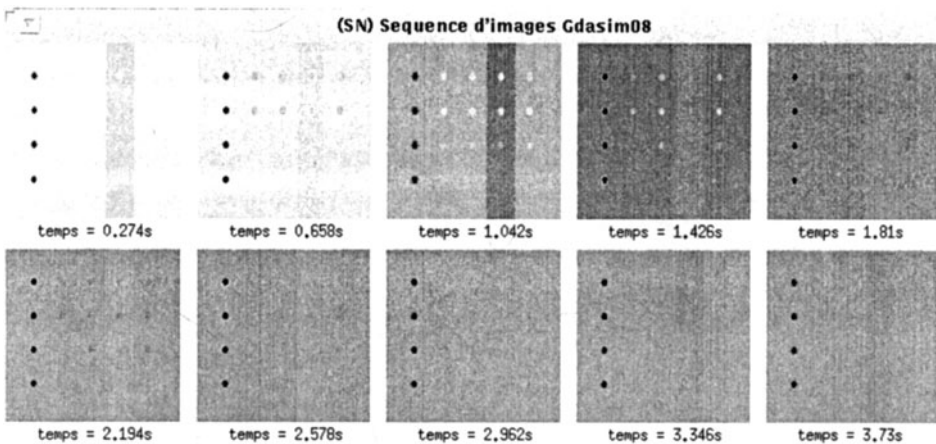 (SN) Sequence d'images Gdasim08
temps = 0.274s
temps = 0.658s
temps = 1.042s
temps = 1.426s
temps = 1.81s
temps = 2.194s
temps = 2.578s
temps = 2.962s
temps = 3.346s
temps = 3.73s